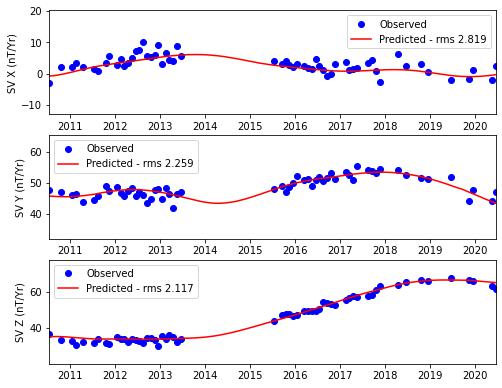 20
10
0
−10
SV X (nT/Yr)
Observed
Predicted - rms 2.819
2011 2012 2013 2014 2015 2016 2017 2018 2019 2020
60
50
40
SV Y (nT/Yr)
Observed
Predicted - rms 2.259
2011 2012 2013 2014 2015 2016 2017 2018 2019 2020
60
40
SV Z (nT/Yr)
Observed
Predicted - rms 2.117
2011 2012 2013 2014 2015 2016 2017 2018 2019 2020